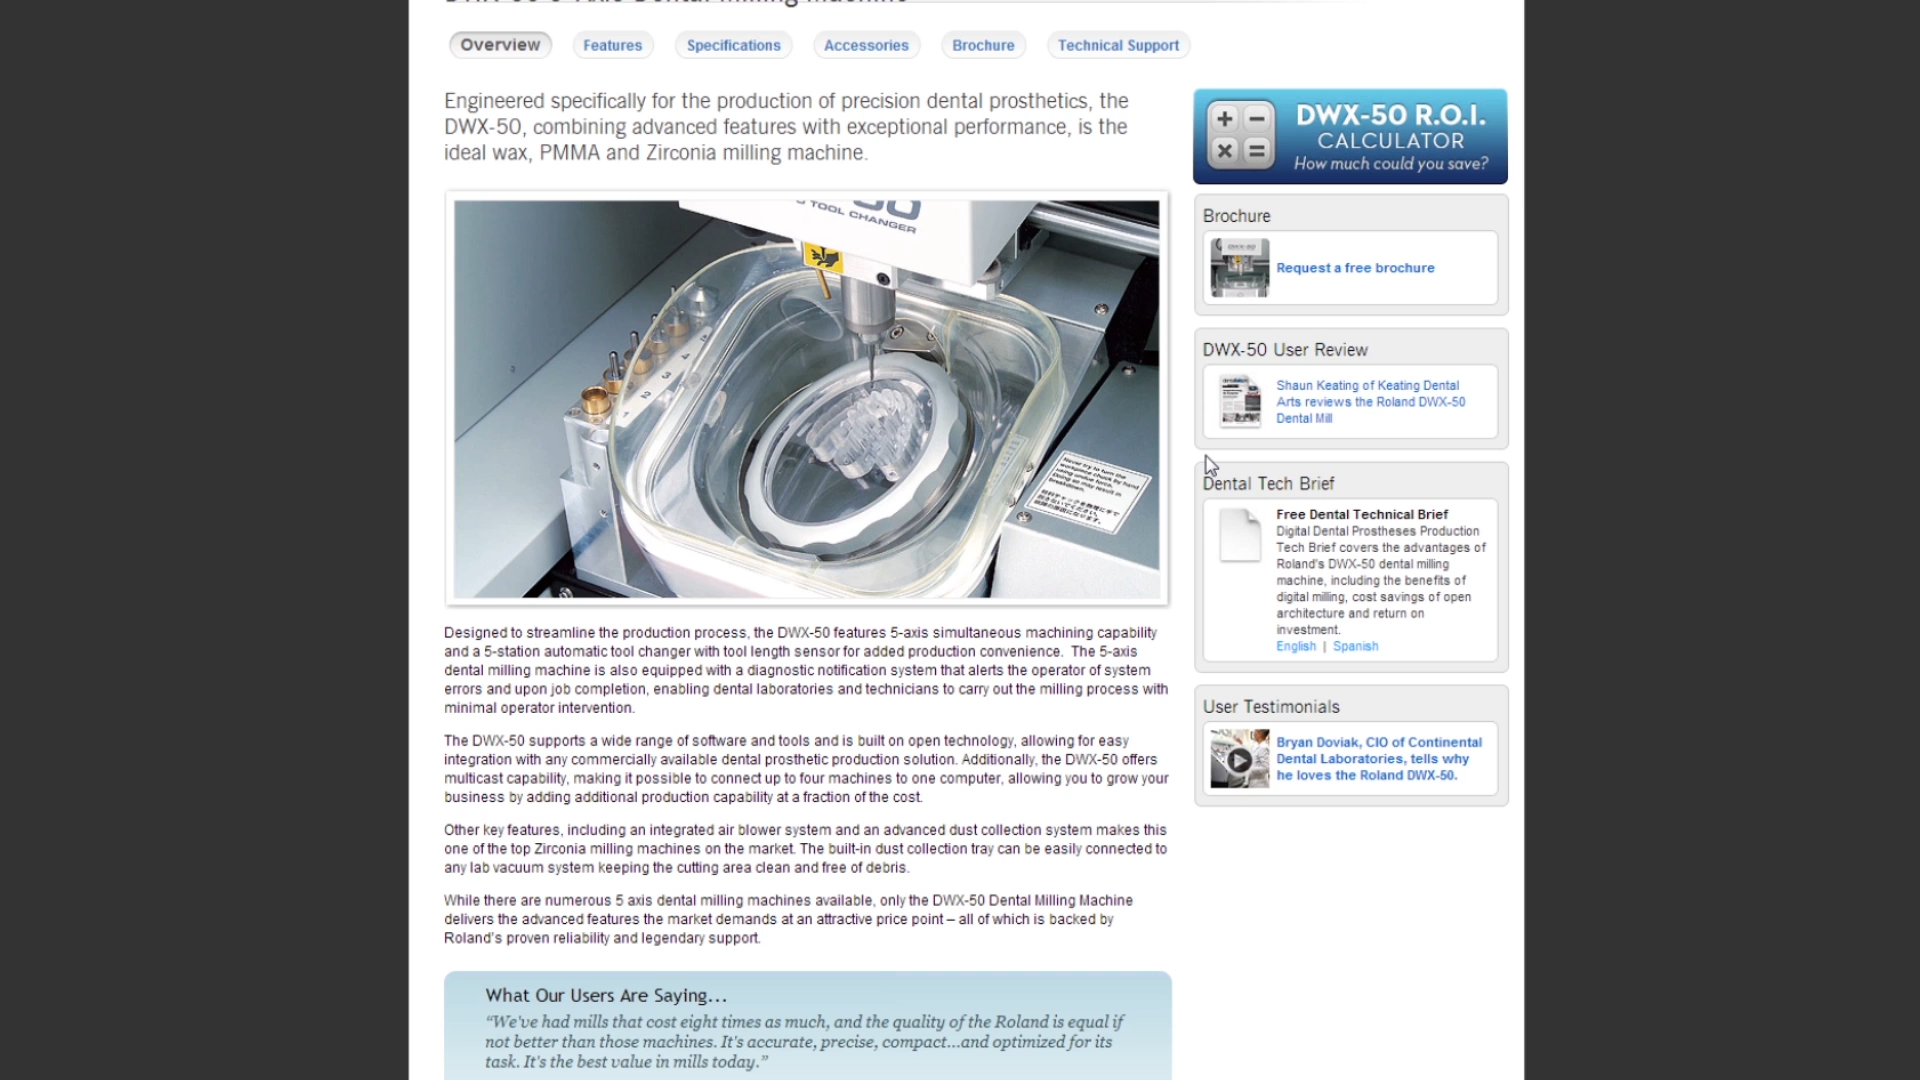 Overview
Features
Specifications
Accessories
Brochure
Technical Support
Engineered specifically for the production of precision dental prosthetics, the
DWX-50, combining advanced features with exceptional performance, is the
ideal wax, PMMA and Zirconia milling machine.
50
TOOL CHANGER
Never try to turn the
workpiece chuck by hand
using undue force.
Doing so may result in
breakdown.
Designed to streamline the production process, the DWX-50 features 5-axis simultaneous machining capability
and a 5-station automatic tool changer with tool length sensor for added production convenience. The 5-axis
dental milling machine is also equipped with a diagnostic notification system that alerts the operator of system
errors and upon job completion, enabling dental laboratories and technicians to carry out the milling process with
minimal operator intervention.
The DWX-50 supports a wide range of software and tools and is built on open technology, allowing for easy
integration with any commercially available dental prosthetic production solution. Additionally, the DWX-50 offers
multicast capability, making it possible to connect up to four machines to one computer, allowing you to grow your
business by adding additional production capability at a fraction of the cost.
Other key features, including an integrated air blower system and an advanced dust collection system makes this
one of the top Zirconia milling machines on the market. The built-in dust collection tray can be easily connected to
any lab vacuum system keeping the cutting area clean and free of debris.
While there are numerous 5 axis dental milling machines available, only the DWX-50 Dental Milling Machine
delivers the advanced features the market demands at an attractive price point – all of which is backed by
Roland's proven reliability and legendary support.
What Our Users Are Saying...
“We've had mills that cost eight times as much, and the quality of the Roland is equal if
not better than those machines. It's accurate, precise, compact...and optimized for its
task. It's the best value in mills today.”
+ − × =
DWX-50 R.O.I.
CALCULATOR
How much could you save?
Brochure
Request a free brochure
DWX-50 User Review
Shaun Keating of Keating Dental
Arts reviews the Roland DWX-50
Dental Mill
Dental Tech Brief
Free Dental Technical Brief
Digital Dental Prostheses Production
Tech Brief covers the advantages of
Roland's DWX-50 dental milling
machine, including the benefits of
digital milling, cost savings of open
architecture and return on
investment.
English | Spanish
User Testimonials
Bryan Doviak, CIO of Continental
Dental Laboratories, tells why
he loves the Roland DWX-50.